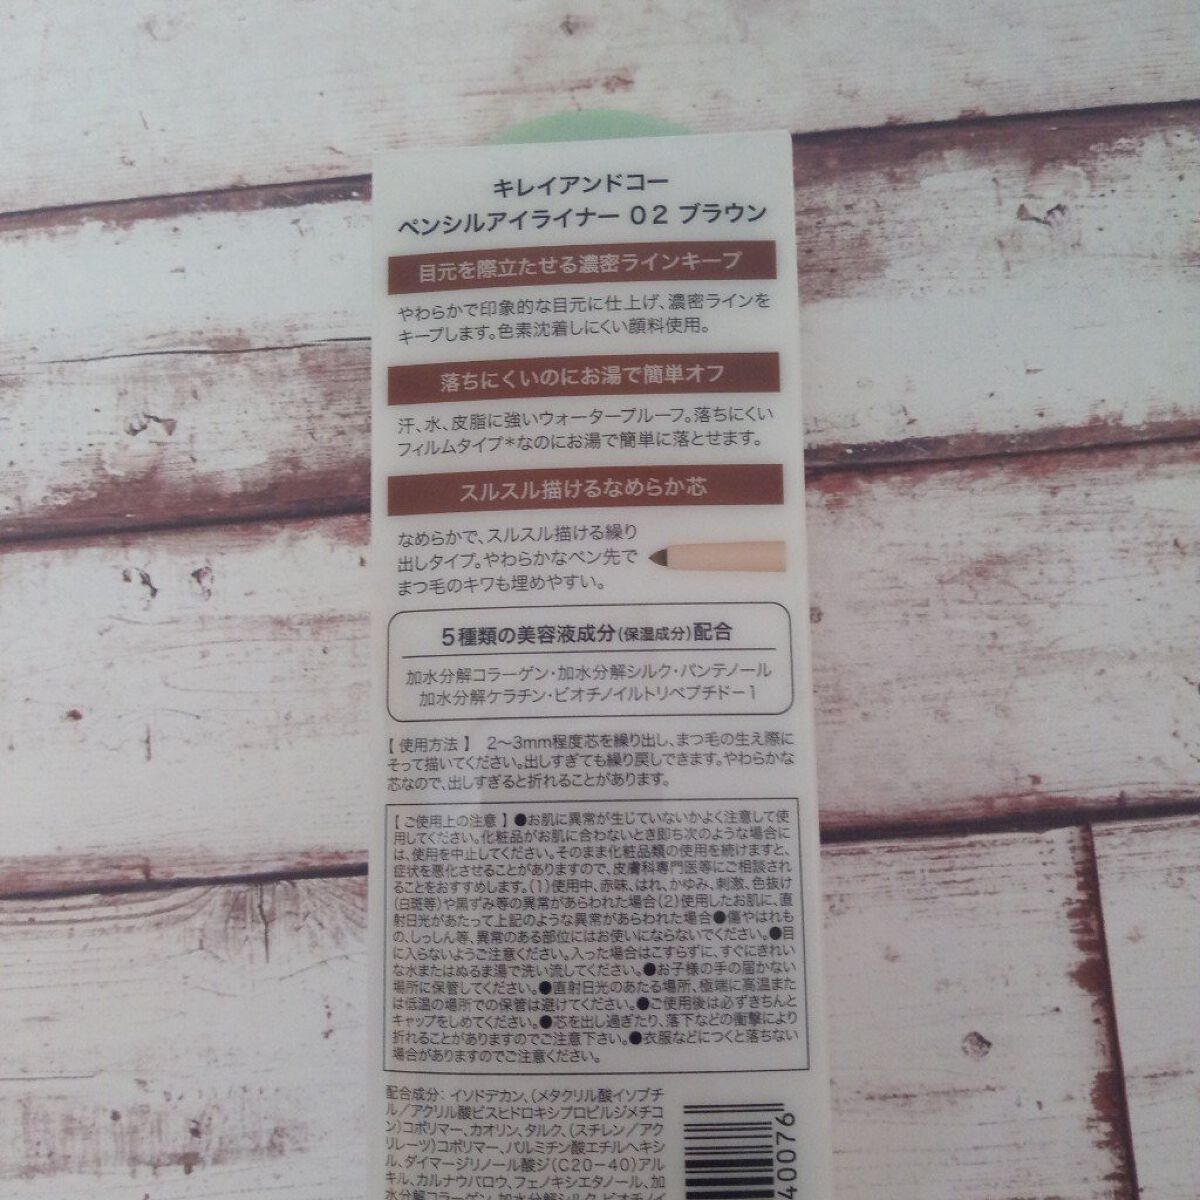 キレイアンドコー
ペンシルアイライナー 02 ブラウン
目元を際立たせる濃密ラインキープ
やわらかで印象的な目元に仕上げ、濃密ラインを
キープします。色素沈着しにくい顔料使用。
落ちにくいのにお湯で簡単オフ
汗、水、皮脂に強いウォータープルーフ。落ちにくい
フィルムタイプ*なのにお湯で簡単に落とせます。
スルスル描けるなめらか芯
なめらかで、スルスル描ける繰り
出しタイプ。やわらかなペン先で
まつ毛のキワも埋めやすい。
5種類の美容液成分(保湿成分)配合
加水分解コラーゲン・加水分解シルク・パンテノール
加水分解ケラチン・ビオチノイルトリペプチド-1
【使用方法】 2〜3mm程度芯を繰り出し、まつ毛の生え際に
そって描いてください。出しすぎても繰り戻しできます。やわらかな
芯なので、出しすぎると折れることがあります。
【ご使用上の注意】●お肌に異常が生じていないかよく注意して使
用してください。化粧品がお肌に合わないとき即ち次のような場合に
は、使用を中止してください。そのまま化粧品類の使用を続けますと、
症状を悪化させることがありますので、皮膚科専門医等にご相談され
ることをおすすめします。(1)使用中、赤味、はれ、かゆみ、刺激、色抜け
(白斑等)や黒ずみ等の異常があらわれた場合(2)使用したお肌に、直
射日光があたって上記のような異常があらわれた場合●傷やはれも
の、しっしん等、異常のある部位にはお使いにならないでください。●目
に入らないようご注意ください。入った場合はこすらずに、すぐにきれい
な水またはぬるま湯で洗い流してください。●お子様の手の届かない
場所に保管してください。●直射日光のあたる場所、極端に高温また
は低温の場所での保管は避けてください。●ご使用後は必ずきちんと
キャップをしめてください。●芯を出し過ぎたり、落下などの衝撃により
折れることがありますのでご注意下さい。●衣服などにつくと落ちない
場合がありますのでご注意ください。
配合成分: イソドデカン、(メタクリル酸イソブチ
ル/アクリル酸ビスヒドロキシプロピルジメチコ
ン)コポリマー、カオリン、タルク、(スチレン/アク
リレーツ)コポリマー、パルミチン酸エチルヘキシ
ル、ダイマージリノール酸ジ(C20-40)アル
キル、カルナウバロウ、フェノキシエタノール、加
水分解コラーゲン、加水分解シルク、ビオチノイ
40076